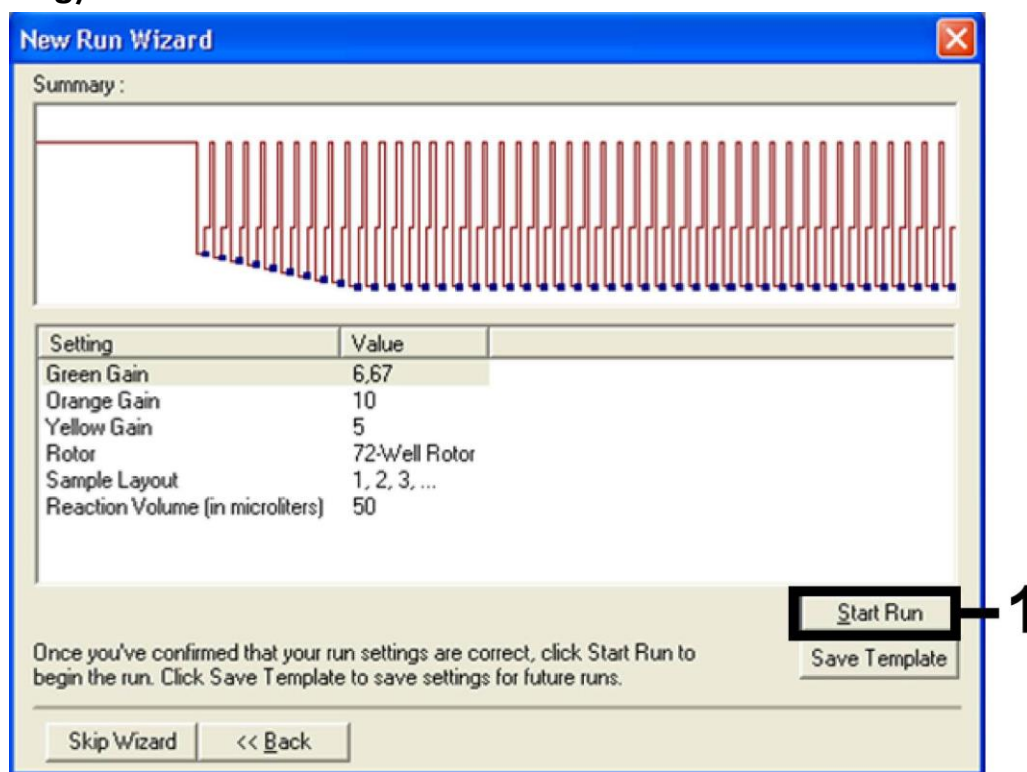 New Run Wizard
Summary :
Setting Value
Green Gain 6,67
Orange Gain 10
Yellow Gain 5
Rotor 72-Well Rotor
Sample Layout 1, 2, 3, ...
Reaction Volume (in microliters) 50
Start Run 1
Once you've confirmed that your run settings are correct, click Start Run to
begin the run. Click Save Template to save settings for future runs.
Save Template
Skip Wizard << Back